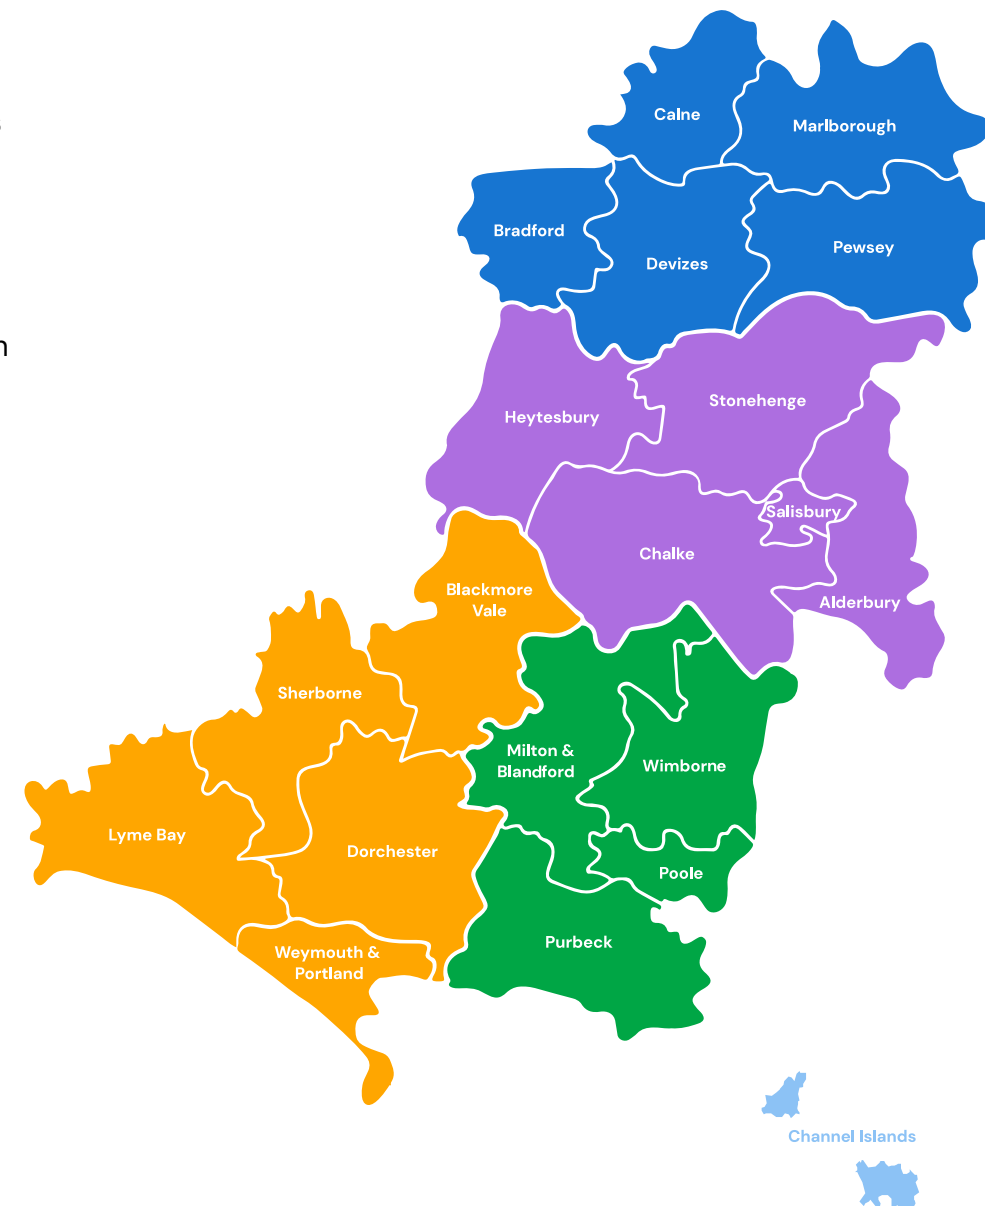 Calne
Marlborough
Bradford
Devizes
Pewsey
Heytesbury
Stonehenge
Salisbury
Chalke
Alderbury
Blackmore
Vale
Sherborne
Milton &
Blandford
Wimborne
Lyme Bay
Dorchester
Poole
Purbeck
Weymouth &
Portland
Channel Islands